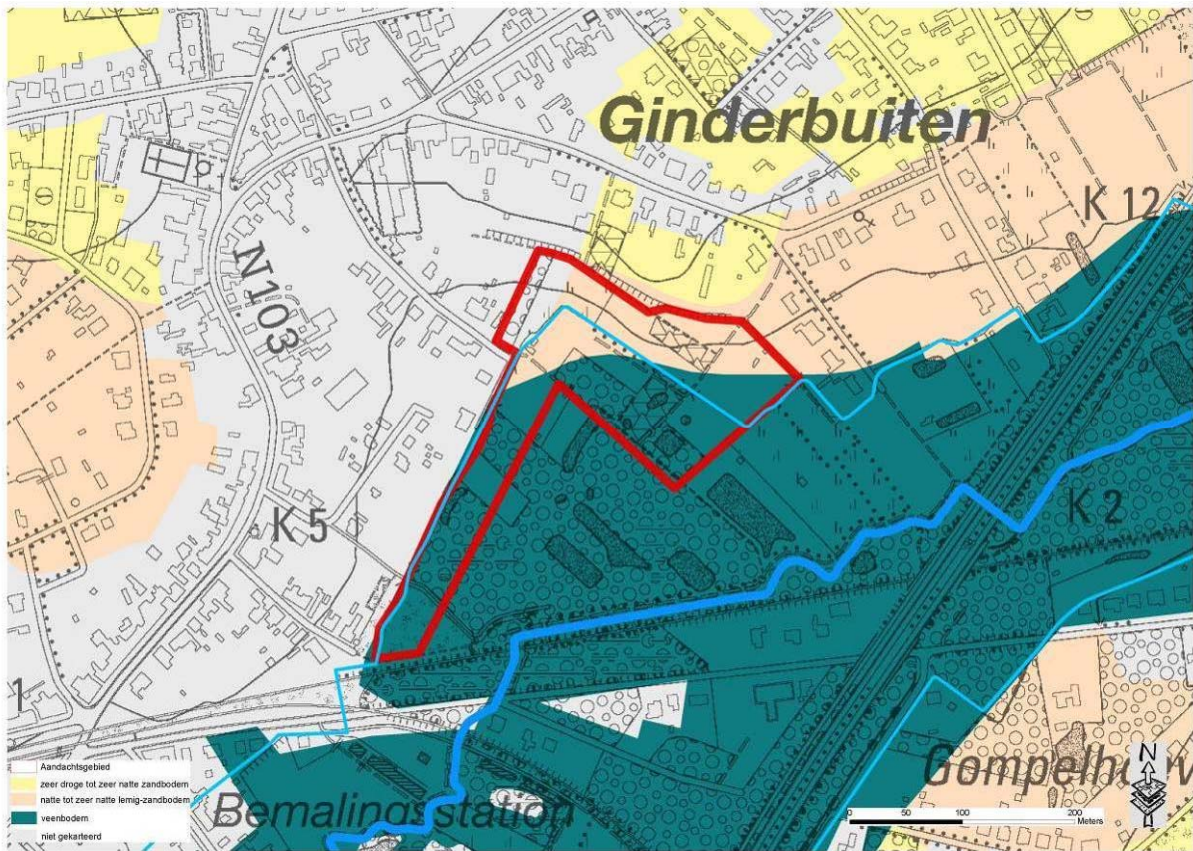 Ginderbuiten
K 12
N103
K 5
K 2
1
Gompelho
Bemalingsstation
Aandachtsgebied
zeer droge tot zeer natte zandbodem
natte tot zeer natte lemig-zandbodem
veenbodem
niet gekarteerd
N
0 50 100 200
Meters